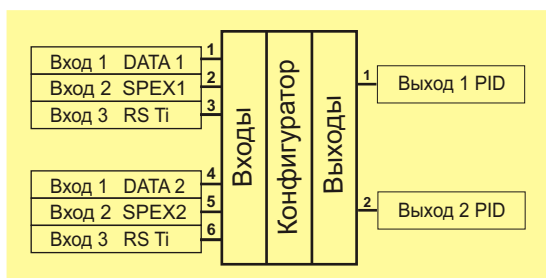 Вход 1 DATA 1 1
Вход 2 SPEX1 2
Вход 3 RS Ti 3
Вход 1 DATA 2 4
Вход 2 SPEX2 5
Вход 3 RS Ti 6
Входы
Конфигуратор
Выходы
1 Выход 1 PID
2 Выход 2 PID